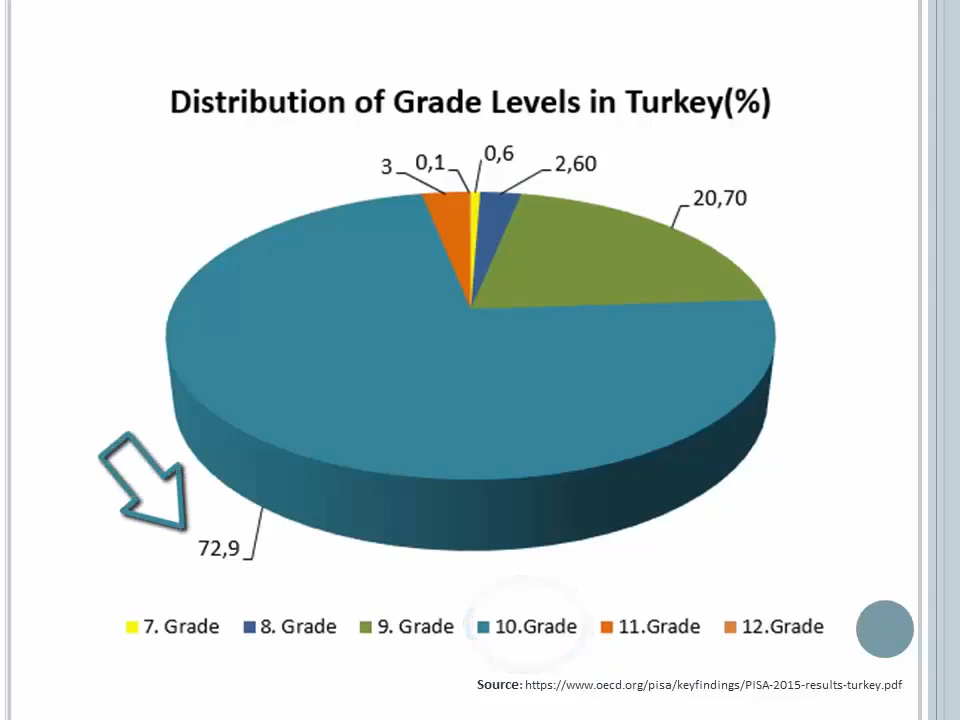 Distribution of Grade Levels in Turkey(%)
3 0,1 0,6 2,60
20,70
72,9
7. Grade 8. Grade 9. Grade 10.Grade 11.Grade 12.Grade
Source: https://www.oecd.org/pisa/keyfindings/PISA-2015-results-turkey.pdf